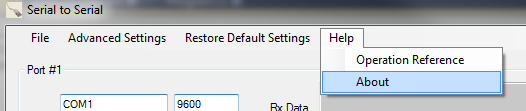 Serial to Serial
File Advanced Settings Restore Default Settings Help
Operation Reference
Port #1
About
COM1 9600 Rx Data